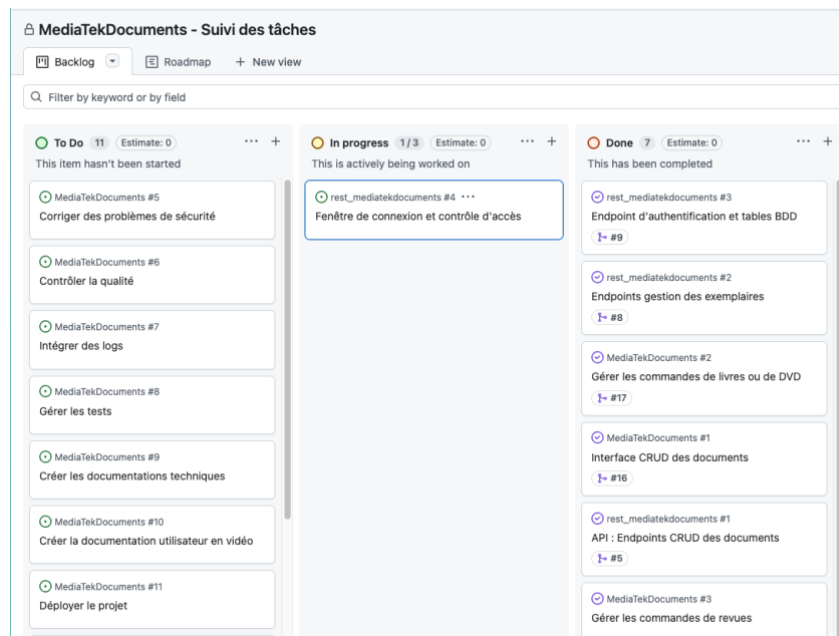 MediaTekDocuments - Suivi des tâches
Backlog
Roadmap
+ New view
Filter by keyword or by field
To Do 11 Estimate: 0 ... +
This item hasn't been started
MediaTekDocuments #5
Corriger des problèmes de sécurité
MediaTekDocuments #6
Contrôler la qualité
MediaTekDocuments #7
Intégrer des logs
MediaTekDocuments #8
Gérer les tests
MediaTekDocuments #9
Créer les documentations techniques
MediaTekDocuments #10
Créer la documentation utilisateur en vidéo
MediaTekDocuments #11
Déployer le projet
In progress 1 / 3 Estimate: 0 ... +
This is actively being worked on
rest_mediatekdocuments #4 ...
Fenêtre de connexion et contrôle d'accès
Done 7 Estimate: 0 ... +
This has been completed
rest_mediatekdocuments #3
Endpoint d'authentification et tables BDD
#9
rest_mediatekdocuments #2
Endpoints gestion des exemplaires
#8
MediaTekDocuments #2
Gérer les commandes de livres ou de DVD
#17
MediaTekDocuments #1
Interface CRUD des documents
#16
rest_mediatekdocuments #1
API : Endpoints CRUD des documents
#5
MediaTekDocuments #3
Gérer les commandes de revues